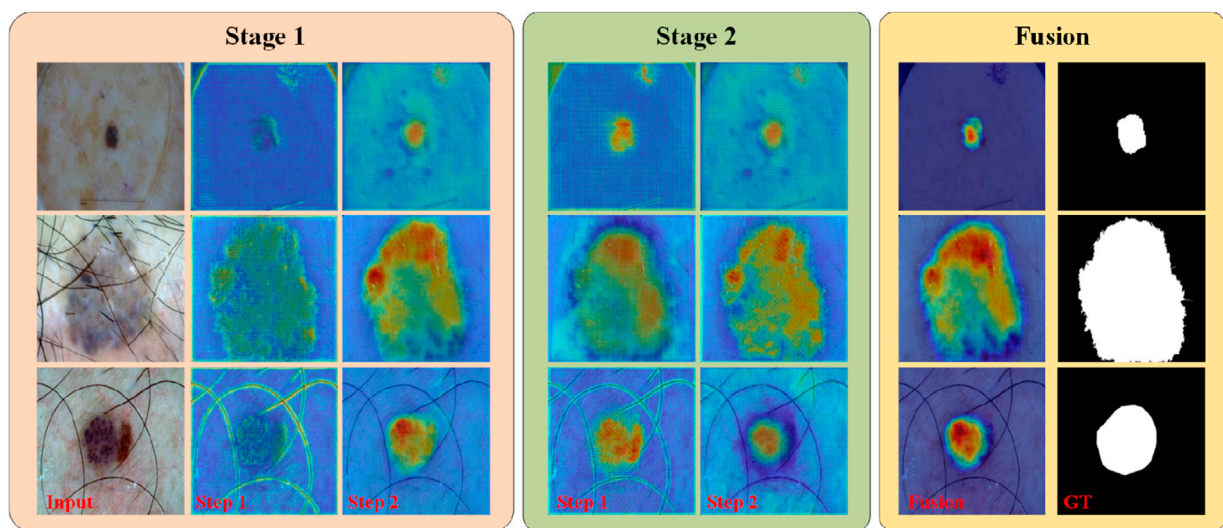 Stage 1
Stage 2
Fusion
Input
Step 1
Step 2
Step 1
Step 2
Fusion
GT